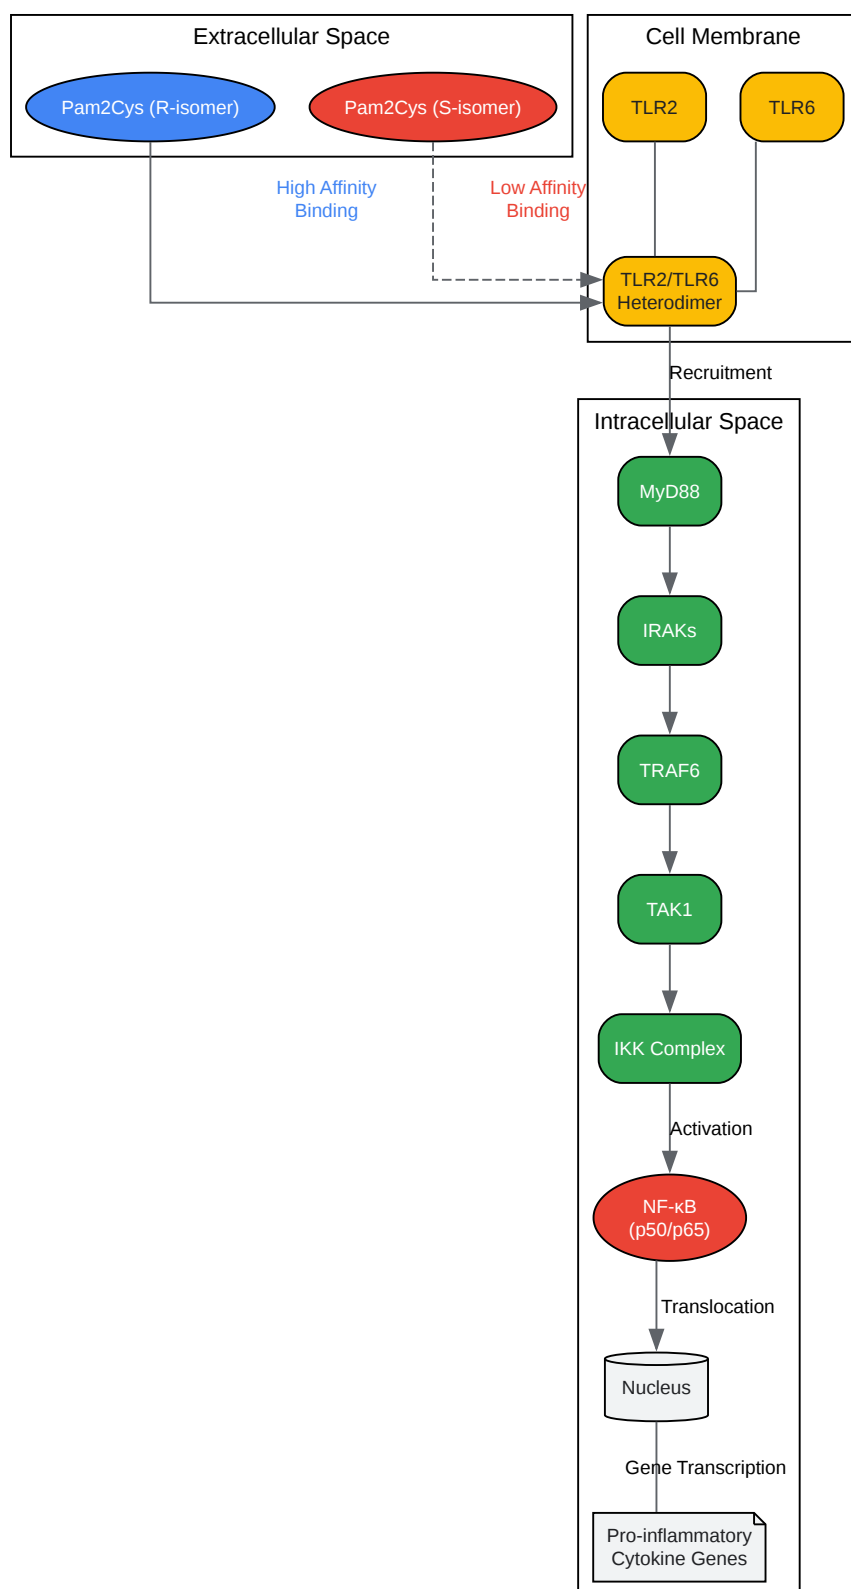 Extracellular Space
Cell Membrane
Pam2Cys (R-isomer)
Pam2Cys (S-isomer)
TLR2
TLR6
High Affinity
Binding
Low Affinity
Binding
TLR2/TLR6
Heterodimer
Recruitment
Intracellular Space
MyD88
IRAKs
TRAF6
TAK1
IKK Complex
Activation
NF-κB
(p50/p65)
Translocation
Nucleus
Gene Transcription
Pro-inflammatory
Cytokine Genes